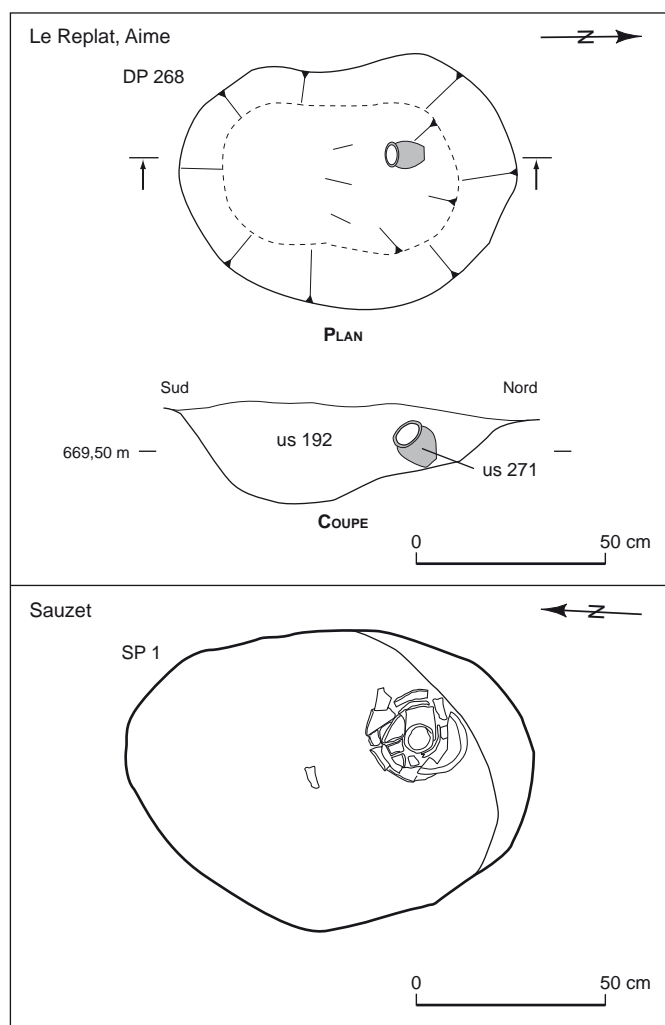 Le Replat, Aime
N
DP 268
PLAN
Sud
Nord
us 192
669,50 m
us 271
COUPE
0 50 cm
Sauzet
N
SP 1
0 50 cm